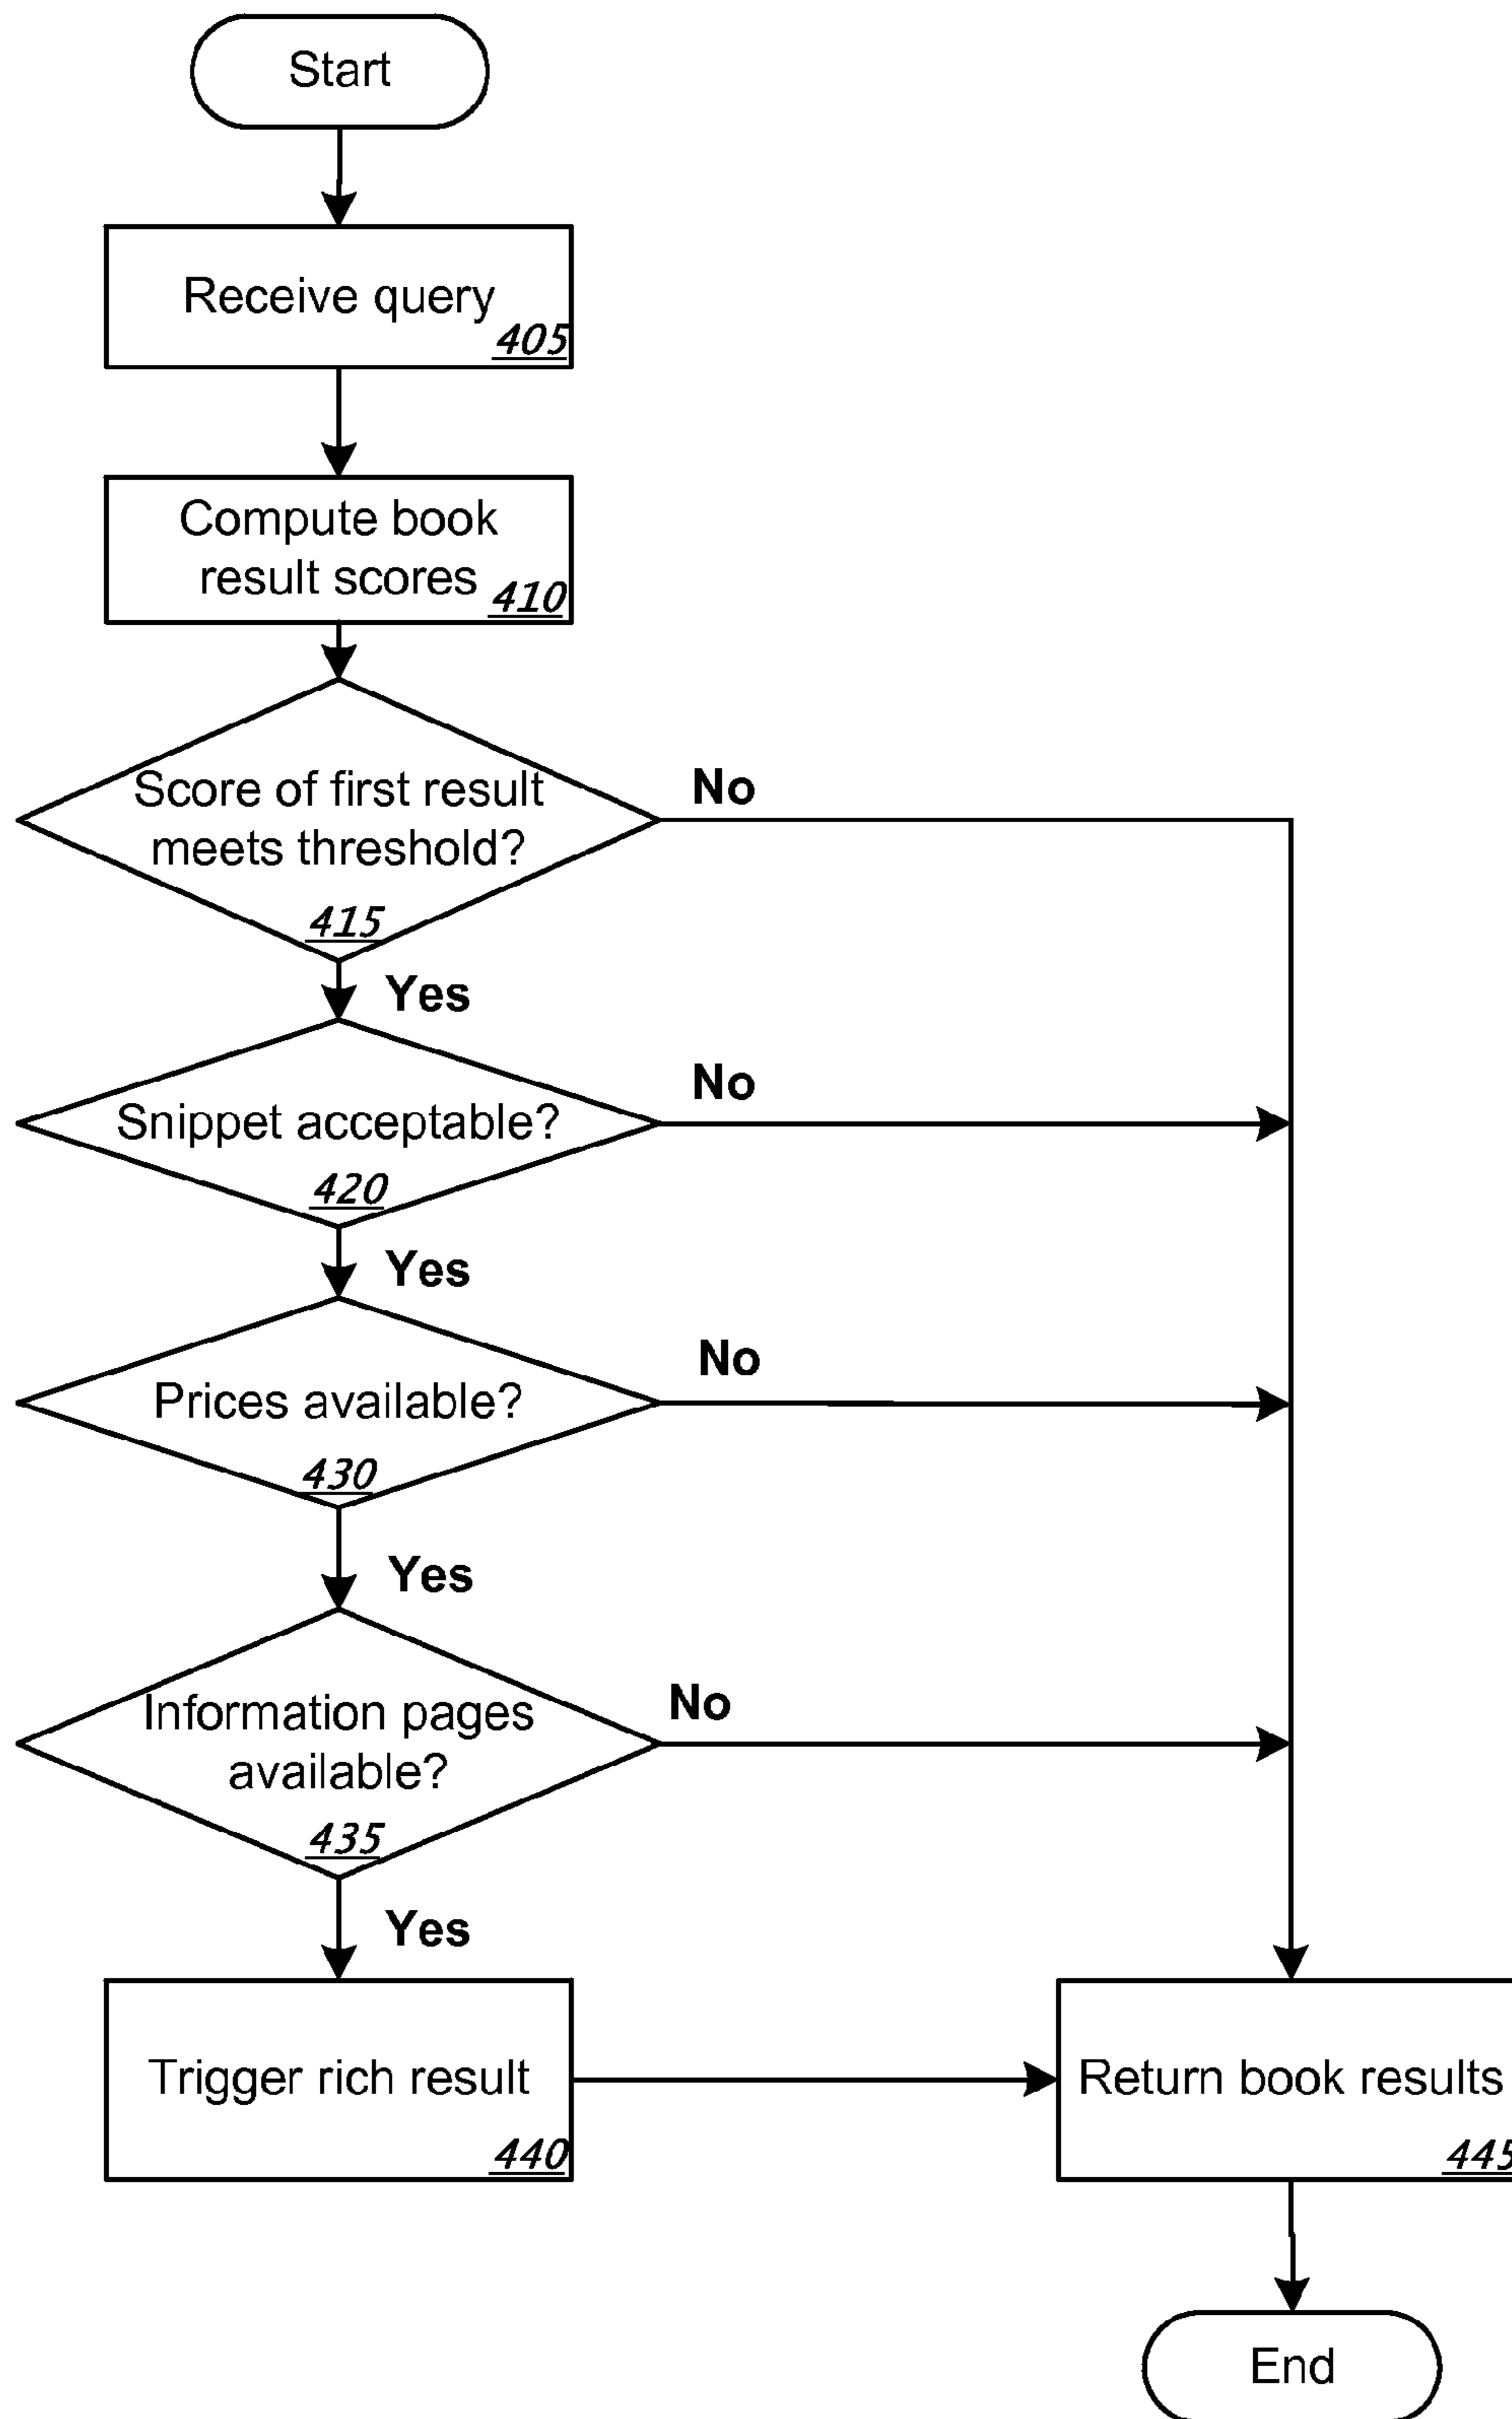 Start
Receive query
405
Compute book
result scores
410
Score of first result
meets threshold?
415
No
Yes
Snippet acceptable?
420
No
Yes
Prices available?
430
No
Yes
Information pages
available?
435
No
Yes
Trigger rich result
440
Return book results
445
End